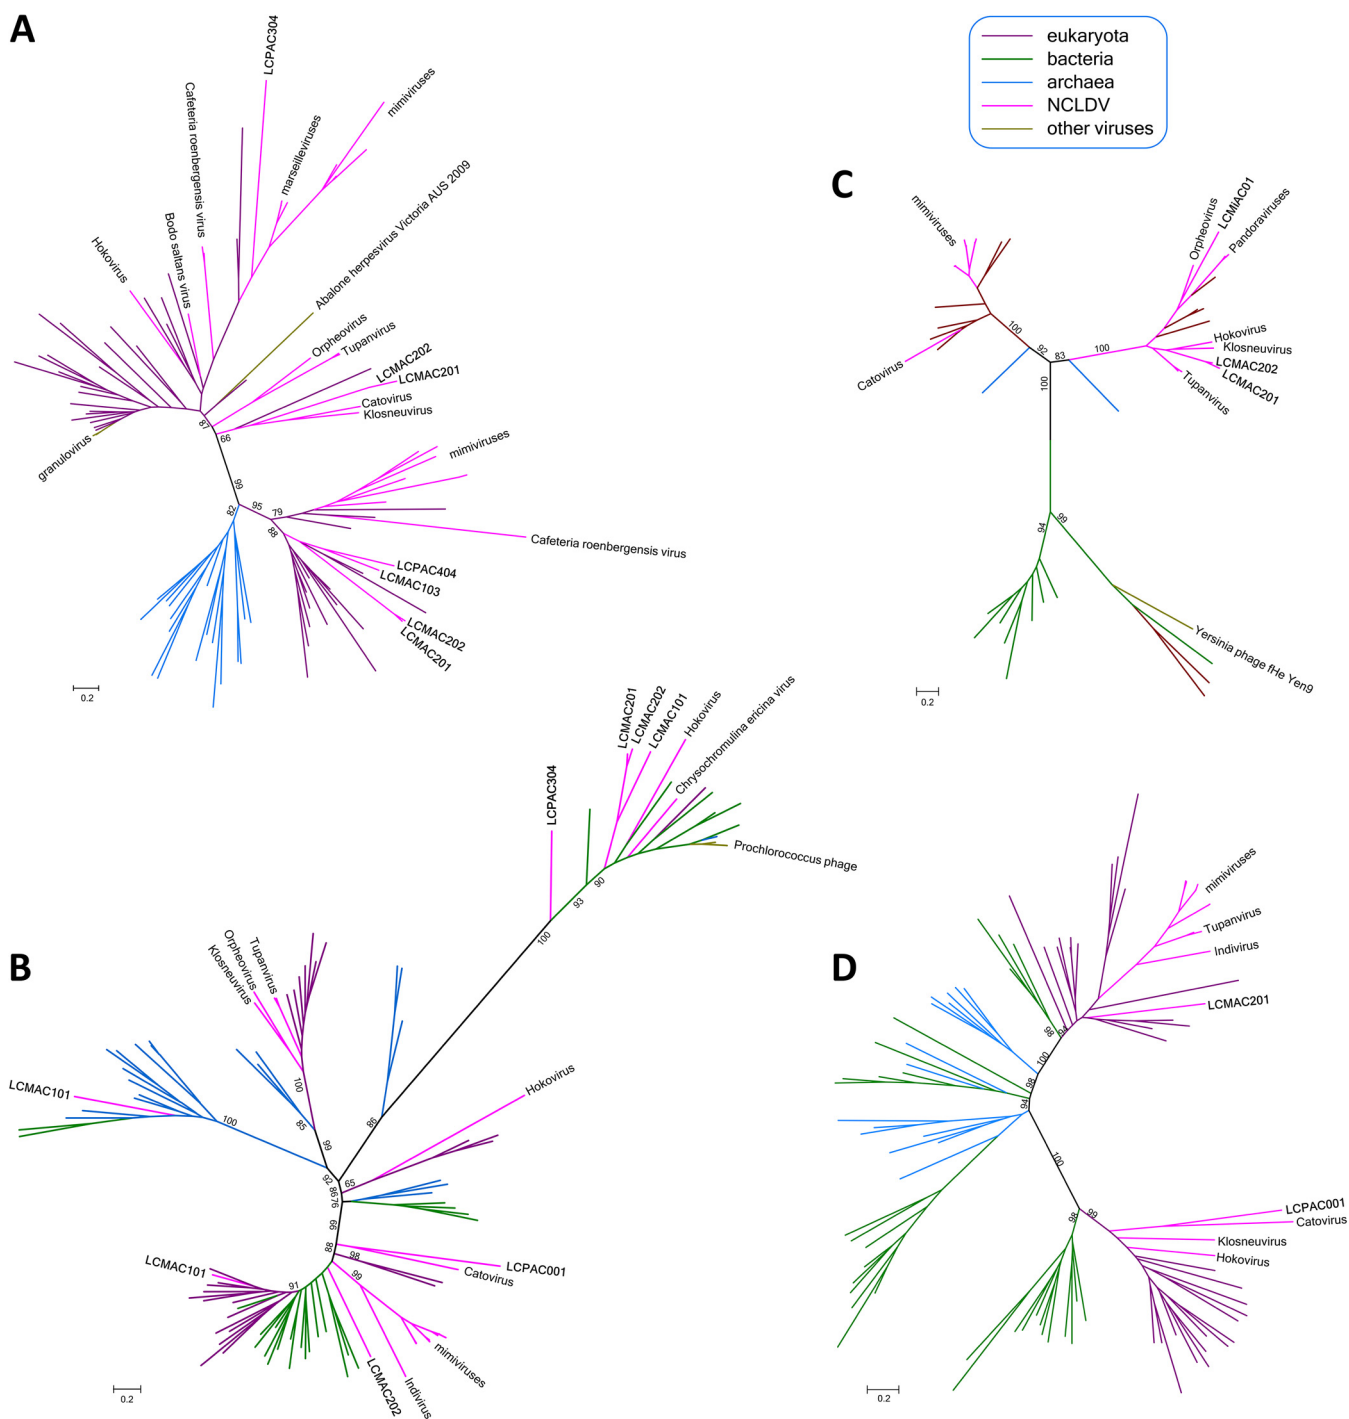 A
LCPAC304
Cafeteria roenbergensis virus
mimiviruses
marseilleviruses
Abalone herpesvirus Victoria AUS 2009
Bodo saltans virus
Hokovirus
Orpheovirus
Tupanvirus
LCMAC202
LCMAC201
Catovirus
Klosneuvirus
granulovirus
87
66
99
mimiviruses
95
79
82
88
Cafeteria roenbergensis virus
LCPAC404
LCMAC103
LCMAC202
LCMAC201
0.2
eukaryota
bacteria
archaea
NCLDV
other viruses
C
mimiviruses
Orpheovirus
LCMIAC01
Pandoraviruses
100
92
83
100
100
Hokovirus
Klosneuvirus
LCMAC202
LCMAC201
Tupanvirus
Catovirus
94
99
Yersinia phage fHe Yen9
0.2
B
LCMAC201
LCMAC202
LCMAC101
Hokovirus
Chrysochromulina ericina virus
LCPAC304
Prochlorococcus phage
90
93
100
Tupanvirus
Orpheovirus
Klosneuvirus
LCMAC101
100
100
85
99
86
Hokovirus
92
86
65
76
99
88
98
LCPAC001
Catovirus
LCMAC101
91
99
mimiviruses
LCMAC202
Indivirus
0.2
D
mimiviruses
Tupanvirus
Indivirus
LCMAC201
98
94
100
98
94
100
LCPAC001
Catovirus
98
99
Klosneuvirus
Hokovirus
0.2